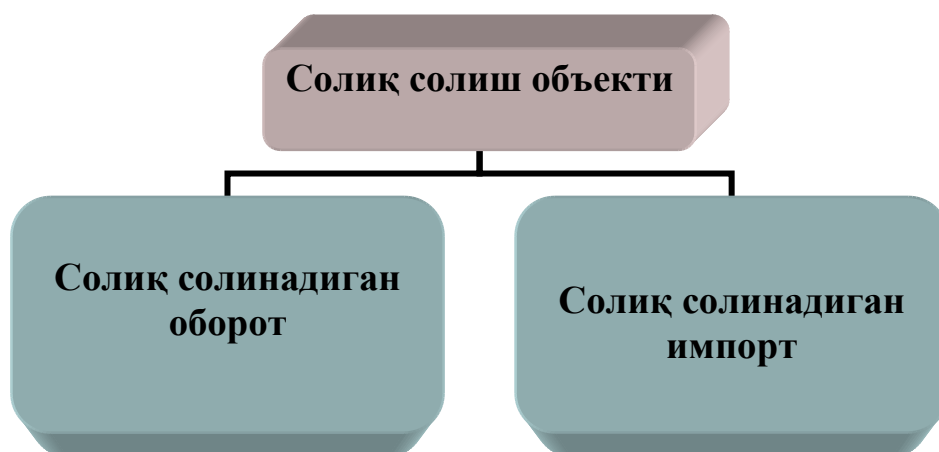 Солиқ солиш объекти
Солиқ солинадиган
оборот
Солиқ солинадиган
импорт